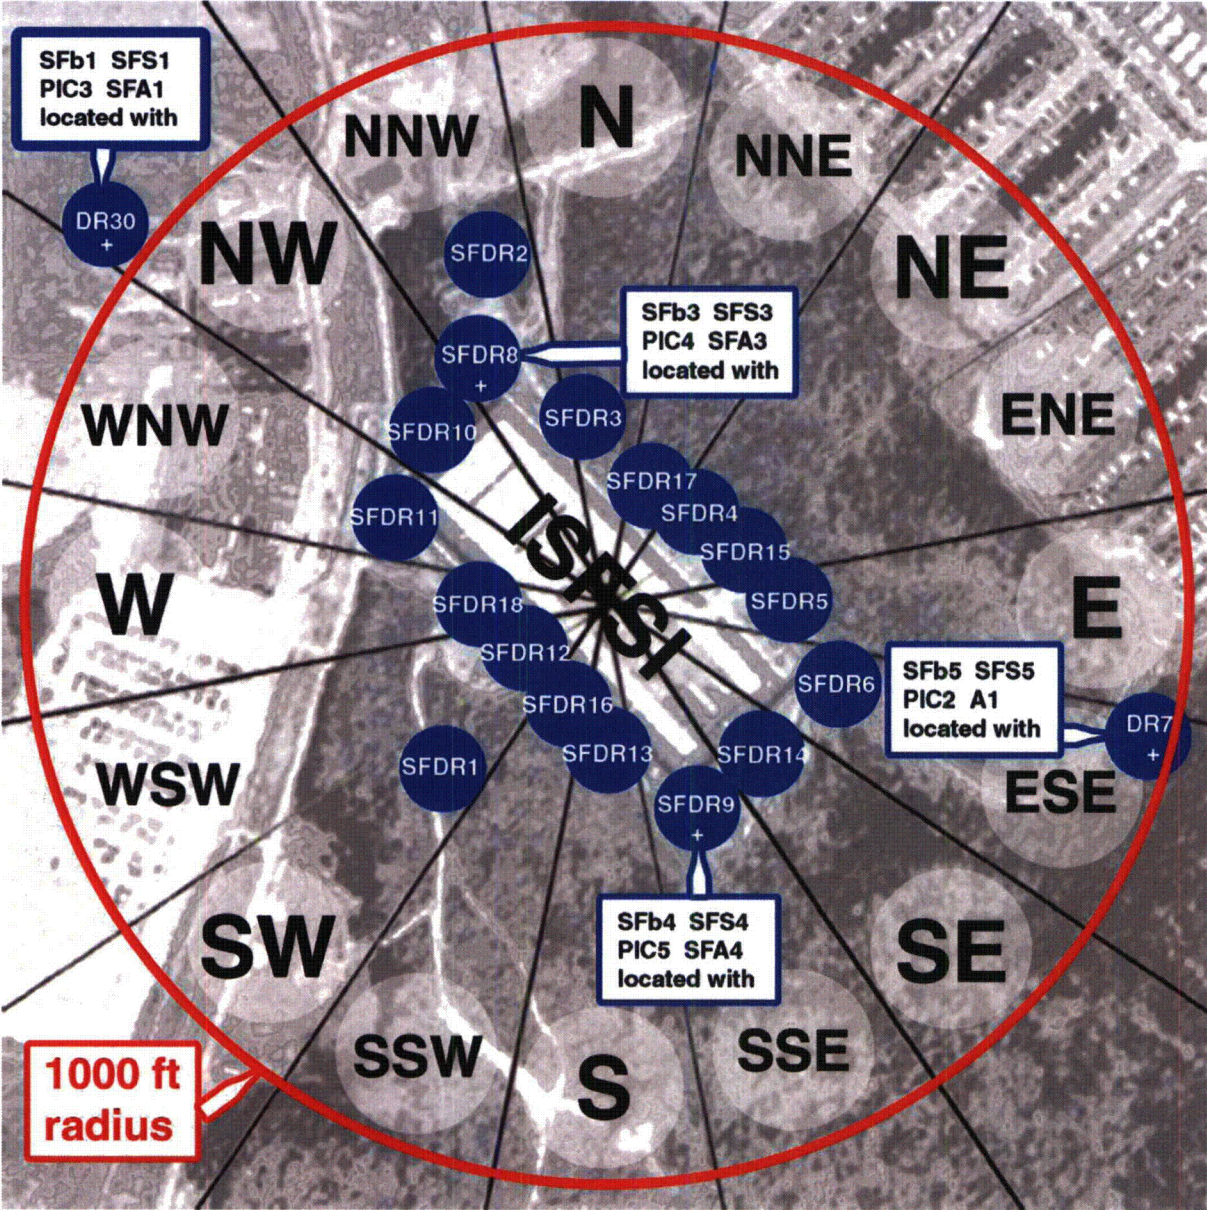 SFb1 SFS1
PIC3 SFA1
located with
DR30
+
NNW
N
NNE
NW
NE
SFDR2
SFb3 SFS3
PIC4 SFA3
located with
SFDR8
+
SFDR3
SFDR10
WNW
ENE
SFDR17
SFDR4
SFDR11
SFDR15
ISFSI
W
SFDR18
SFDR5
E
SFDR12
SFDR6
SFb5 SFS5
PIC2 A1
located with
DR7
+
SFDR16
SFDR13
SFDR14
SFDR1
WSW
ESE
SFDR9
+
SFb4 SFS4
PIC5 SFA4
located with
SW
SE
SSW
S
SSE
1000 ft
radius